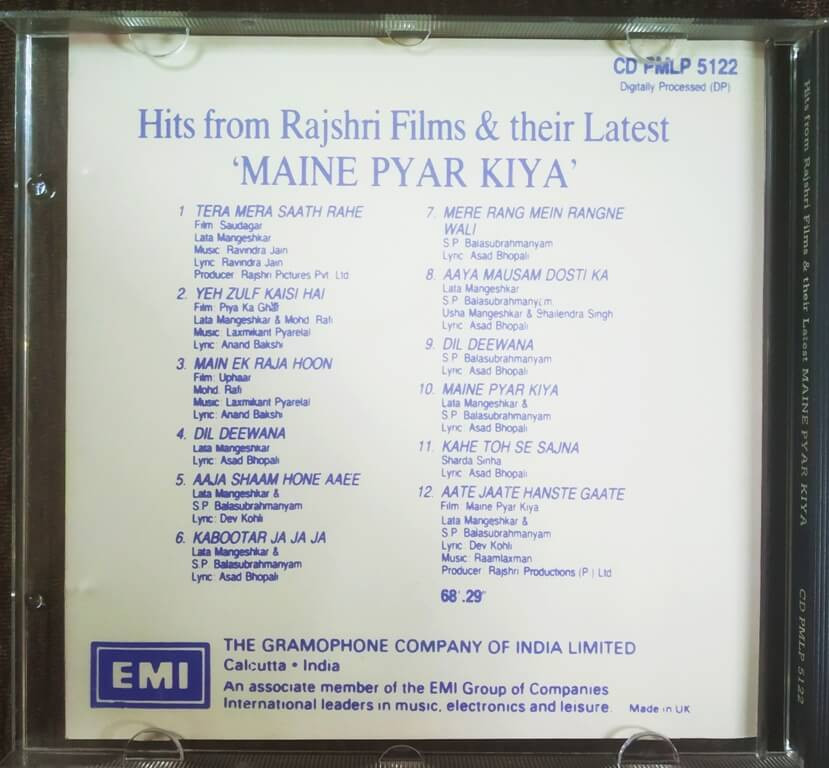 CD PMLP 5122
Digitally Processed (DP)
Hits from Rajshri Films & their Latest
'MAINE PYAR KIYA'
1 TERA MERA SAATH RAHE
Film: Saudagar
Lata Mangeshkar
Music: Ravindra Jain
Lyric: Ravindra Jain
Producer: Rajshri Pictures Pvt. Ltd
2. YEH ZULF KAISI HAI
Film: Piya Ka Ghar
Lata Mangeshkar & Mohd. Rafi
Music: Laxmikant Pyarelal
Lyric: Anand Bakshi
3. MAIN EK RAJA HOON
Film: Uphaar
Mohd. Rafi
Music: Laxmikant Pyarelal
Lyric: Anand Bakshi
4. DIL DEEWANA
Lata Mangeshkar
Lyric: Asad Bhopali
5. AAJA SHAAM HONE AAEE
Lata Mangeshkar &
S.P. Balasubrahmanyam
Lyric: Dev Kohli
6. KABOOTAR JA JA JA
Lata Mangeshkar &
S.P. Balasubrahmanyam
Lyric: Asad Bhopali
7. MERE RANG MEIN RANGNE
WALI
S.P. Balasubrahmanyam
Lyric: Asad Bhopali
8. AAYA MAUSAM DOSTI KA
Lata Mangeshkar
S.P. Balasubrahmanyam
Usha Mangeshkar & Shailendra Singh
Lyric: Asad Bhopali
9. DIL DEEWANA
S.P. Balasubrahmanyam
Lyric: Asad Bhopali
10. MAINE PYAR KIYA
Lata Mangeshkar &
S.P. Balasubrahmanyam
Lyric: Asad Bhopali
11. KAHE TOH SE SAJNA
Sharda Sinha
Lyric: Asad Bhopali
12. AATE JAATE HANSTE GAATE
Film: Maine Pyar Kiya
Lata Mangeshkar &
S.P. Balasubrahmanyam
Lyric: Dev Kohli
Music: Raamlaxman
Producer: Rajshri Productions (P.) Ltd
68'.29"
EMI
THE GRAMOPHONE COMPANY OF INDIA LIMITED
Calcutta • India
An associate member of the EMI Group of Companies
International leaders in music, electronics and leisure. Made in UK
Hits from Rajshri Films & their Latest MAINE PYAR KIYA CD PMLP 5122